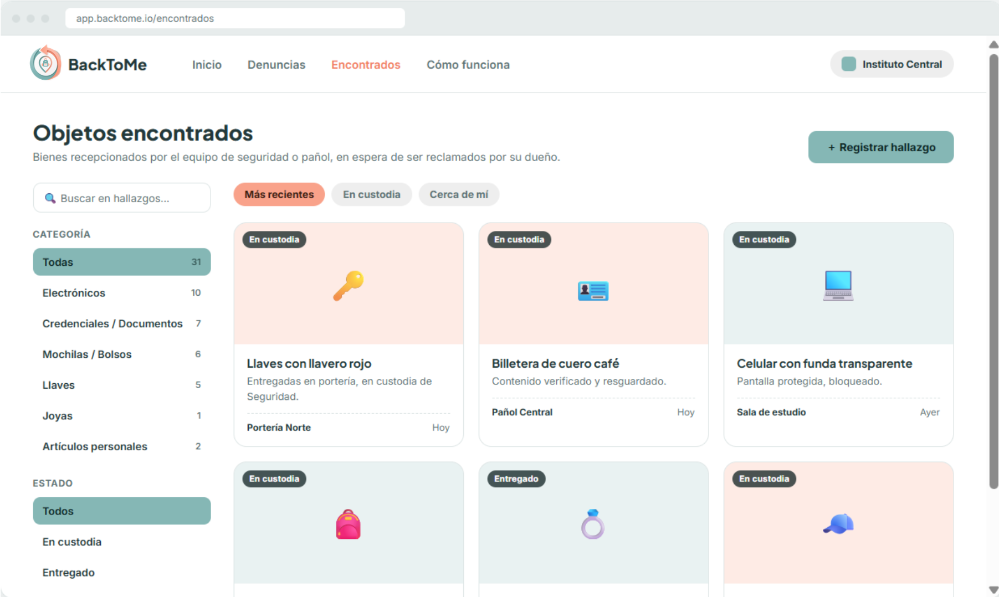 app.backtome.io/encontrados
BackToMe
Inicio
Denuncias
Encontrados
Cómo funciona
Instituto Central
Objetos encontrados
Bienes recepcionados por el equipo de seguridad o pañol, en espera de ser reclamados por su dueño.
+ Registrar hallazgo
Buscar en hallazgos...
CATEGORÍA
Todas 31
Electrónicos 10
Credenciales / Documentos 7
Mochilas / Bolsos 6
Llaves 5
Joyas 1
Artículos personales 2
ESTADO
Todos
En custodia
Entregado
Más recientes
En custodia
Cerca de mí
En custodia
Llaves con llavero rojo
Entregadas en portería, en custodia de
Seguridad.
Portería Norte Hoy
En custodia
Billetera de cuero café
Contenido verificado y resguardado.
Pañol Central Hoy
En custodia
Celular con funda transparente
Pantalla protegida, bloqueado.
Sala de estudio Ayer
En custodia
Entregado
En custodia